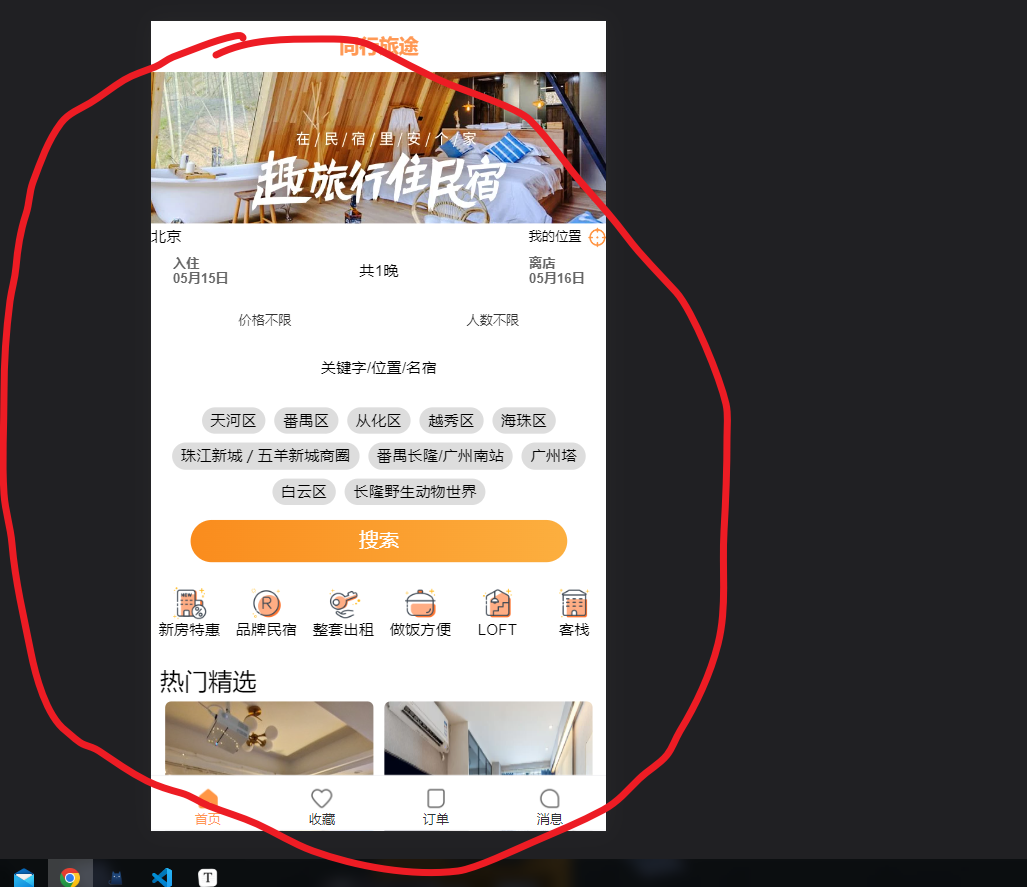 同行旅途
在/民/宿/里/安/个/家
趣旅行住民宿
北京 我的位置
入住 离店
05月15日 共1晚 05月16日
价格不限 人数不限
关键字/位置/名宿
天河区 番禺区 从化区 越秀区 海珠区
珠江新城 / 五羊新城商圈 番禺长隆/广州南站 广州塔
白云区 长隆野生动物世界
搜索
NEW % R
新房特惠 品牌民宿 整套出租 做饭方便 LOFT 客栈
热门精选
首页 收藏 订单 消息
T